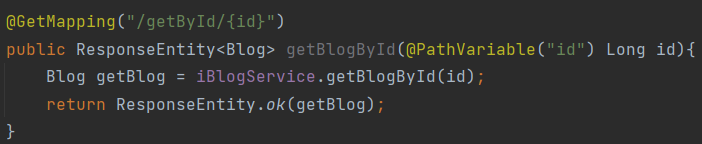 @GetMapping("/getById/{id}")
public ResponseEntity<Blog> getBlogById(@PathVariable("id") Long id){
    Blog getBlog = iBlogService.getBlogById(id);
    return ResponseEntity.ok(getBlog);
}